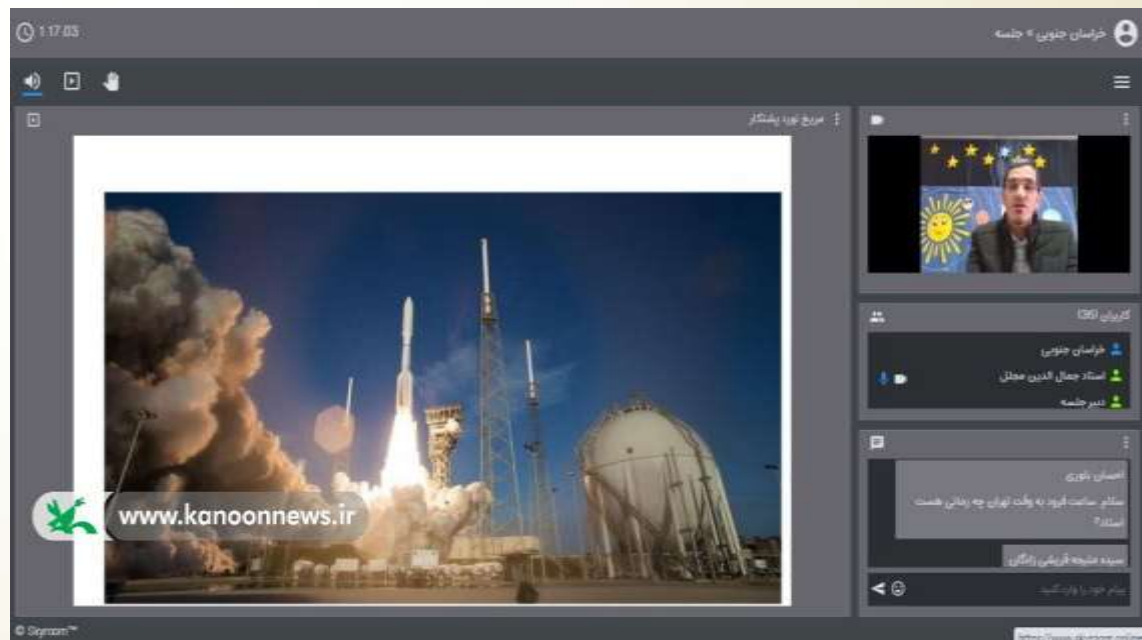 خراسان جنوبی » جلسه
1:17:03
مریخ نورد پشتکار
www.kanoonnews.ir
کاربران (36)
خراسان جنوبی
استاد جمال الدین مجلل
دبیر جلسه
احسان یاوری
سلام. ساعت فرود به وقت تهران چه زمانی هست
استاد؟
سیده ملیحه قریشی زادگان
پیام خود را وارد کنید
© Skyroom™